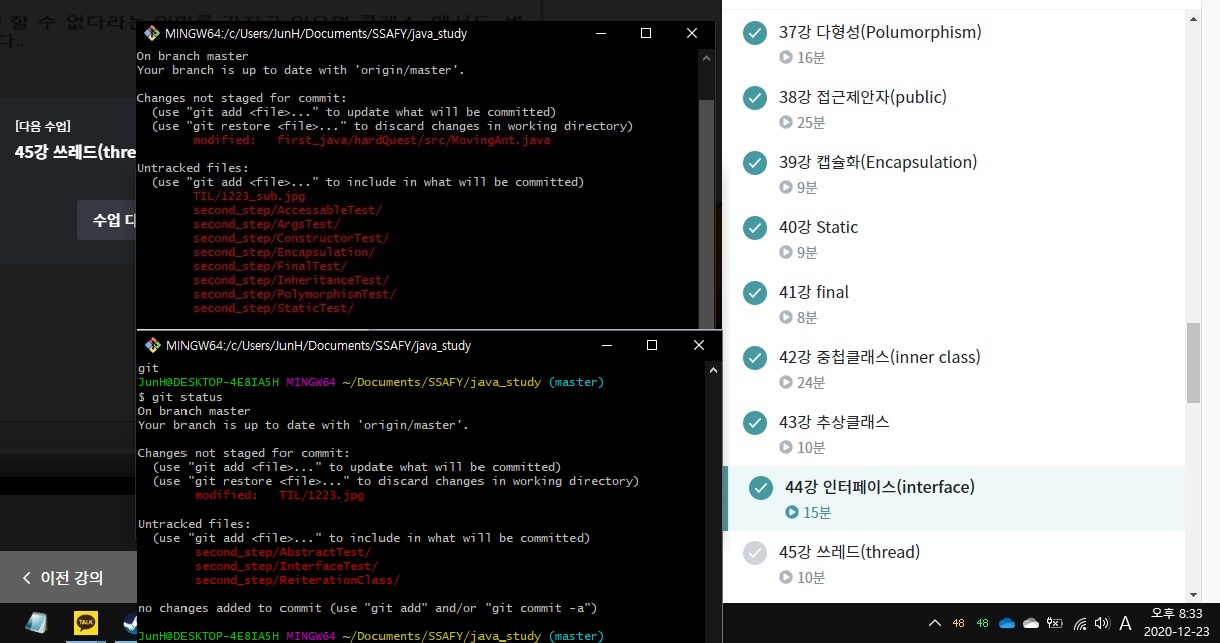 [다음 수업]
45강 쓰레드(thre
수업 다
이전 강의
MINGW64:/c/Users/JunH/Documents/SSAFY/java_study
On branch master
Your branch is up to date with 'origin/master'.
Changes not staged for commit:
(use "git add <file>..." to update what will be committed)
(use "git restore <file>..." to discard changes in working directory)
modified: first_java/hardQuest/src/MovingAnt.java
Untracked files:
(use "git add <file>..." to include in what will be committed)
TIL/1223_sub.jpg
second_step/AccessableTest/
second_step/ArgsTest/
second_step/ConstructorTest/
second_step/Encapsulation/
second_step/FinalTest/
second_step/InheritanceTest/
second_step/PolymorphismTest/
second_step/StaticTest/
MINGW64:/c/Users/JunH/Documents/SSAFY/java_study
git
JunH@DESKTOP-4E8IA5H MINGW64 ~/Documents/SSAFY/java_study (master)
$ git status
On branch master
Your branch is up to date with 'origin/master'.
Changes not staged for commit:
(use "git add <file>..." to update what will be committed)
(use "git restore <file>..." to discard changes in working directory)
modified: TIL/1223.jpg
Untracked files:
(use "git add <file>..." to include in what will be committed)
second_step/AbstractTest/
second_step/InterfaceTest/
second_step/ReiterationClass/
no changes added to commit (use "git add" and/or "git commit -a")
JunH@DESKTOP-4E8IA5H MINGW64 ~/Documents/SSAFY/java_study (master)
37강 다형성(Polumorphism)
16분
38강 접근제안자(public)
25분
39강 캡슐화(Encapsulation)
9분
40강 Static
9분
41강 final
8분
42강 중첩클래스(inner class)
24분
43강 추상클래스
10분
44강 인터페이스(interface)
15분
45강 쓰레드(thread)
10분
TALK
48 48 A
오후 8:33
2020-12-23